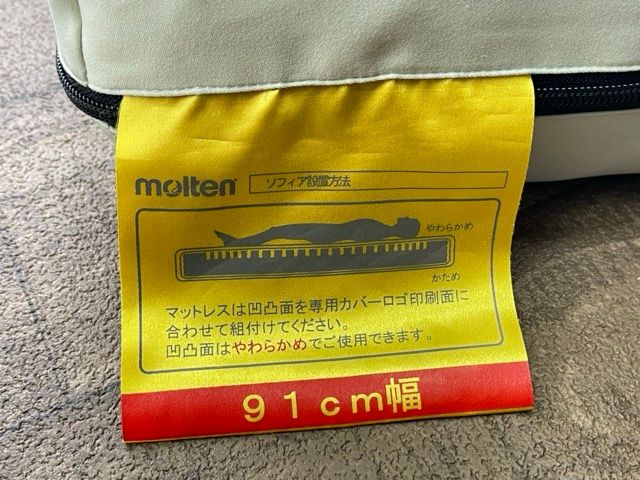 molten
ソフィア設置方法
やわらかめ
かため
マットレスは凹凸面を専用カバーロゴ印刷面に
合わせて組付けてください。
凹凸面はやわらかめでご使用できます。
91cm幅